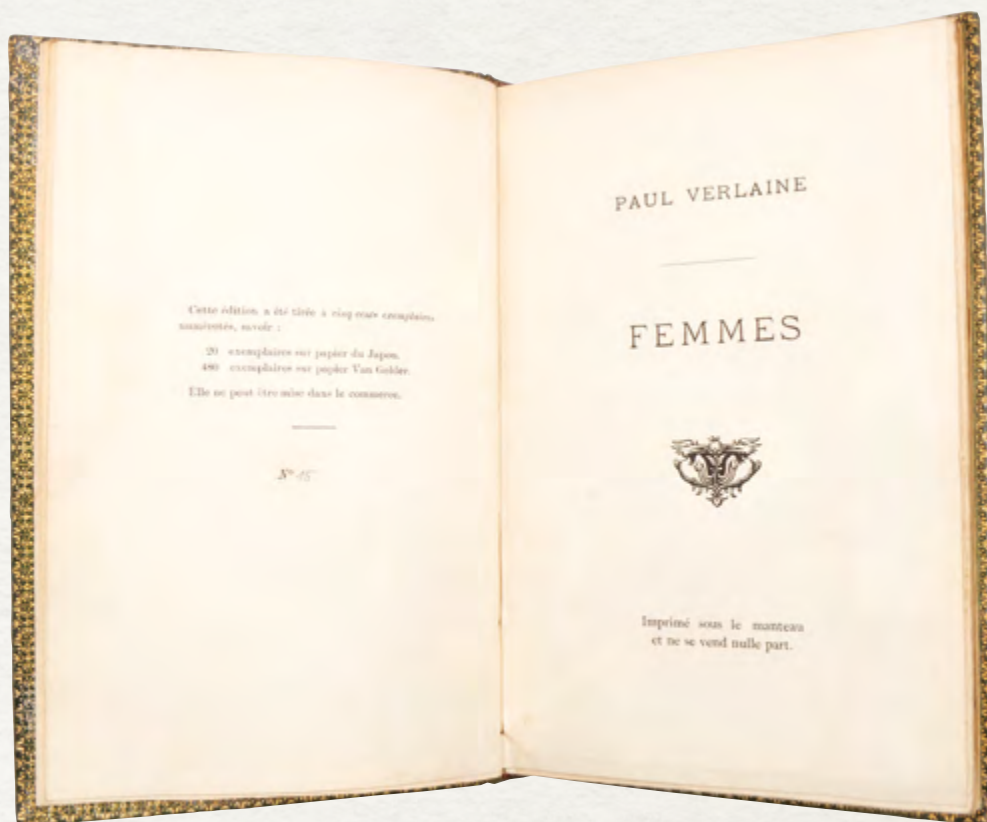 Cette édition a été tirée à cinq cents exemplaires,
numérotés, savoir :
20 exemplaires sur papier du Japon.
480 exemplaires sur papier Van Gelder.
Elle ne peut être mise dans le commerce.
N° 15
PAUL VERLAINE
FEMMES
Imprimé sous le manteau
et ne se vend nulle part.